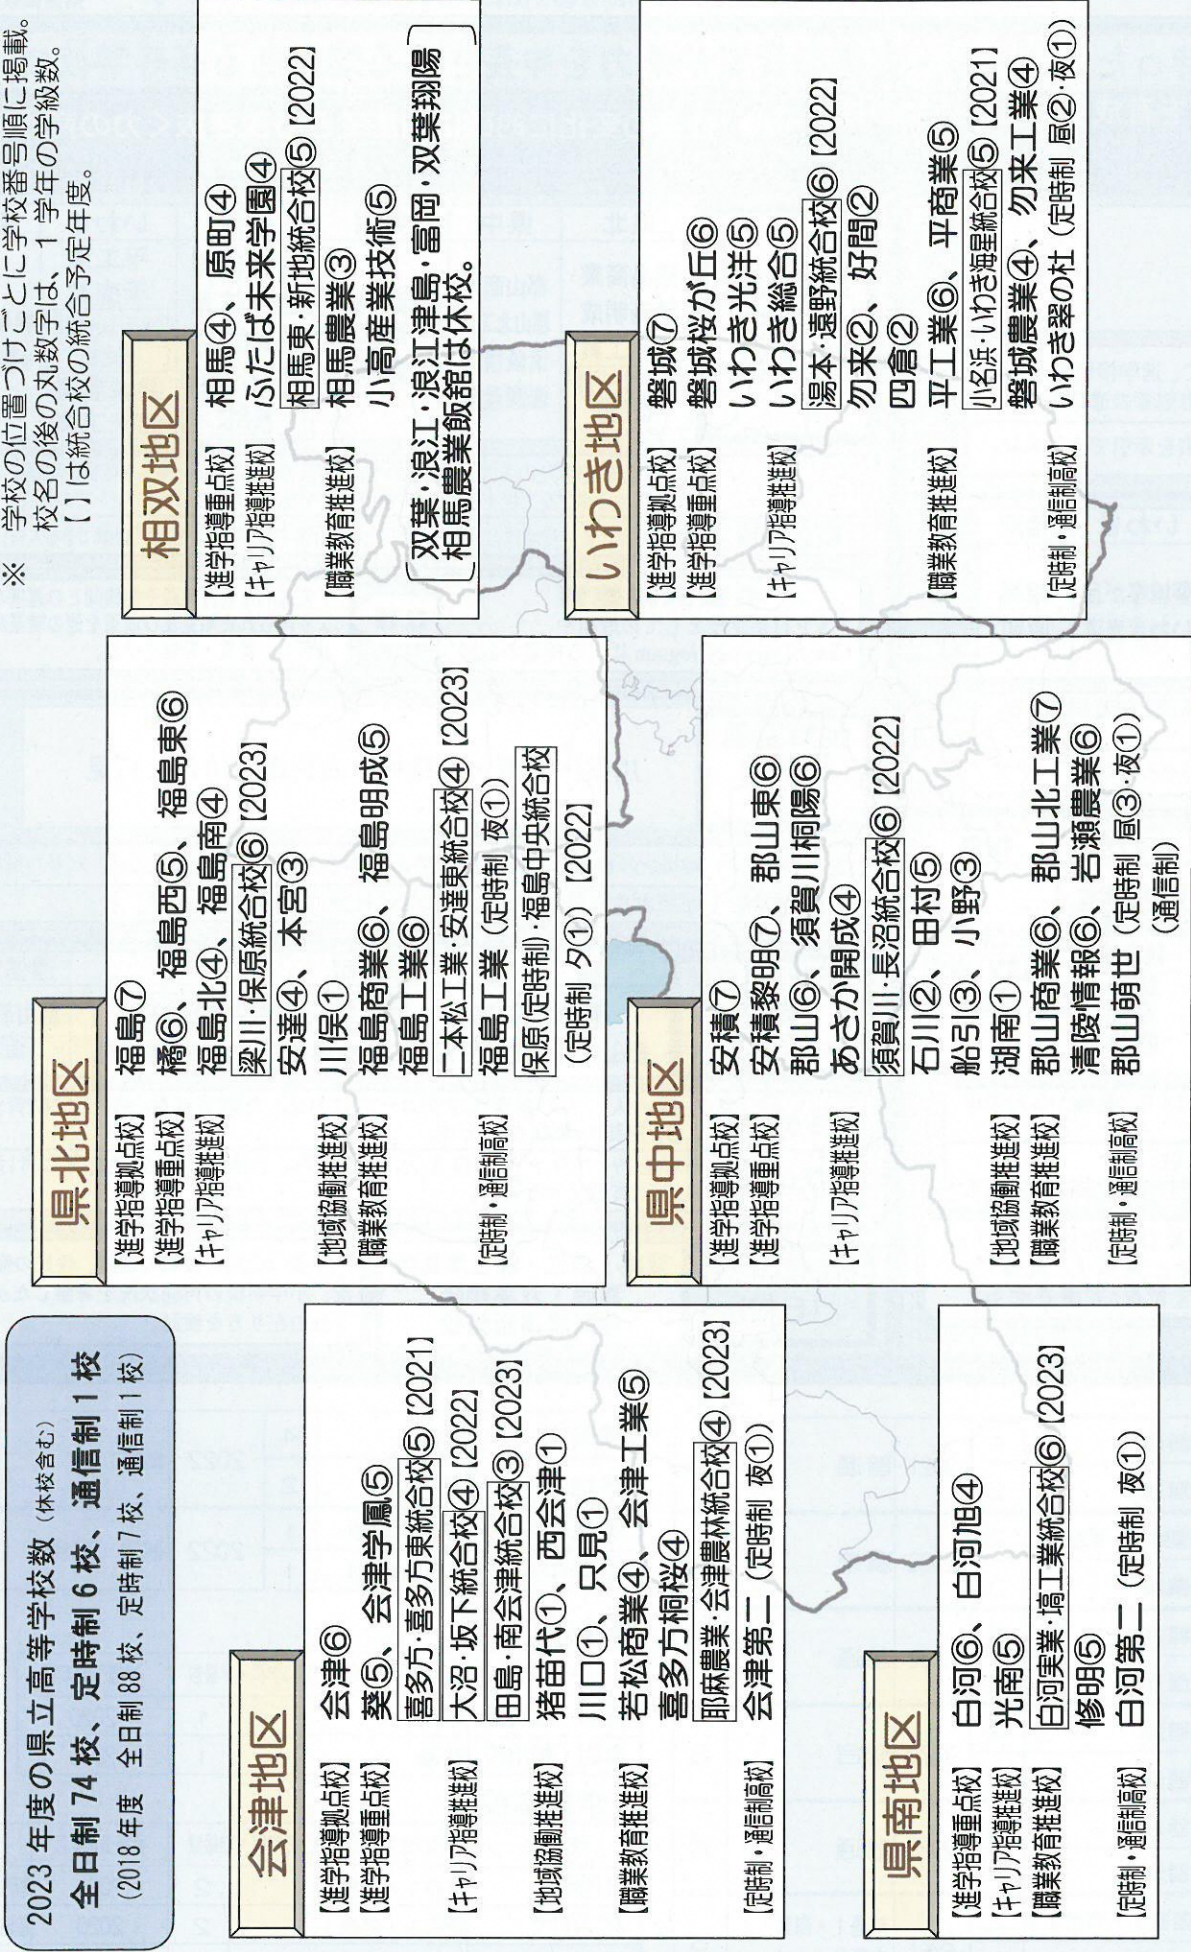 2023年度の県立高等学校数（休校含む）
全日制74校、定時制6校、通信制1校
（2018年度　全日制88校、定時制7校、通信制1校）
※　学校の位置づけごとに学校番号順に掲載。
校名の後の丸数字は、1学年の学級数。
【】は統合校の統合予定年度。
会津地区
【進学指導拠点校】　会津⑥
【進学指導重点校】　葵⑤、会津学鳳⑤
喜多方・喜多方東統合校⑤【2021】
【キャリア指導推進校】　大沼・坂下統合校④【2022】
田島・南会津統合校③【2023】
【地域協働推進校】　猪苗代①、西会津①
川口①、只見①
【職業教育推進校】　若松商業④、会津工業⑤
喜多方桐桜④
耶麻農業・会津農林統合校④【2023】
【定時制・通信制高校】　会津第二（定時制　夜①）
県北地区
【進学指導拠点校】　福島⑦
【進学指導重点校】　橘⑥、福島西⑤、福島東⑥
【キャリア指導推進校】　福島北④、福島南④
梁川・保原統合校⑥【2023】
安達④、本宮③
【地域協働推進校】　川俣①
【職業教育推進校】　福島商業⑥、福島明成⑤
福島工業⑥
二本松工業・安達東統合校④【2023】
【定時制・通信制高校】　福島工業（定時制　夜①）
保原(定時制)・福島中央統合校
（定時制　夕①）【2022】
相双地区
【進学指導重点校】　相馬④、原町④
【キャリア指導推進校】　ふたば未来学園④
相馬東・新地統合校⑤【2022】
【職業教育推進校】　相馬農業③
小高産業技術⑤
双葉・浪江・浪江津島・富岡・双葉翔陽
相馬農業飯舘は休校。
県南地区
【進学指導重点校】　白河⑥、白河旭④
【キャリア指導推進校】　光南⑤
【職業教育推進校】　白河実業・塙工業統合校⑥【2023】
修明⑤
【定時制・通信制高校】　白河第二（定時制　夜①）
県中地区
【進学指導拠点校】　安積⑦
【進学指導重点校】　安積黎明⑦、郡山東⑥
郡山⑥、須賀川桐陽⑥
【キャリア指導推進校】　あさか開成④
須賀川・長沼統合校⑥【2022】
石川②、田村⑤
船引③、小野③
【地域協働推進校】　湖南①
【職業教育推進校】　郡山商業⑥、郡山北工業⑦
清陵情報⑥、岩瀬農業⑥
【定時制・通信制高校】　郡山萌世（定時制　昼③・夜①）
（通信制）
いわき地区
【進学指導拠点校】　磐城⑦
【進学指導重点校】　磐城桜が丘⑥
いわき光洋⑤
【キャリア指導推進校】　いわき総合⑤
湯本・遠野統合校⑥【2022】
勿来②、好間②
四倉②
【職業教育推進校】　平工業⑥、平商業⑤
小名浜・いわき海星統合校⑤【2021】
磐城農業④、勿来工業④
【定時制・通信制高校】　いわき翠の杜（定時制　昼②・夜①）